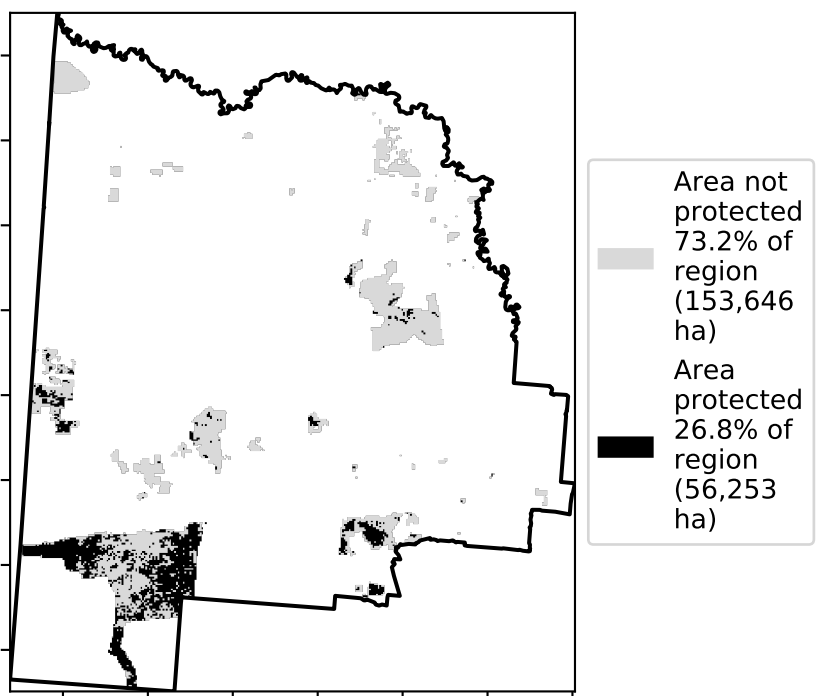 Area not
protected
73.2% of
region
(153,646
ha)
Area
protected
26.8% of
region
(56,253
ha)